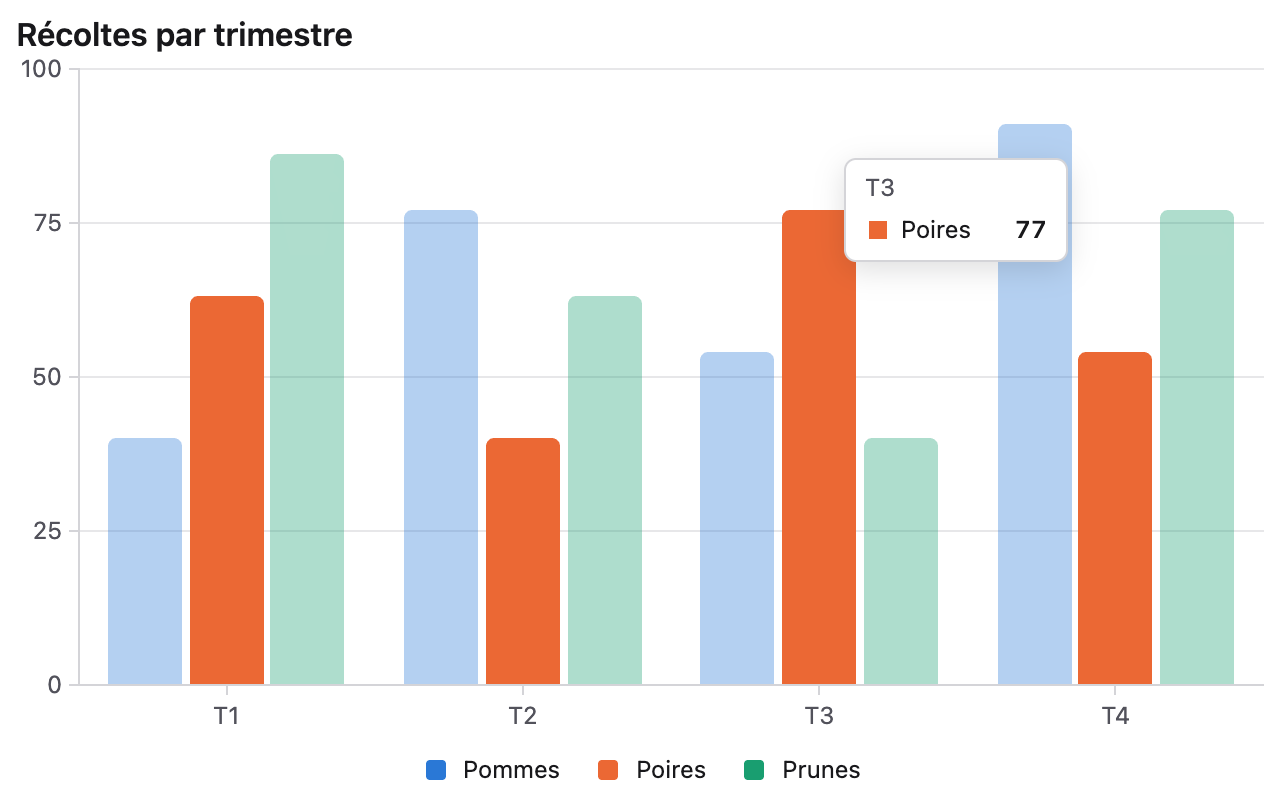 Récoltes par trimestre
100
75
50
25
0
T3
Poires 77
T1 T2 T3 T4
Pommes Poires Prunes